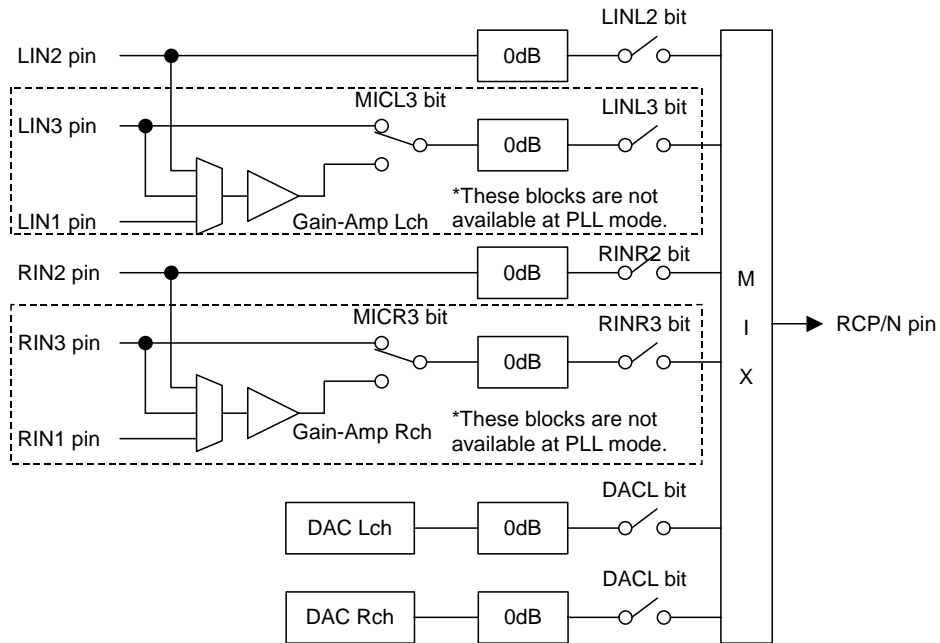 LINL2 bit
LIN2 pin
0dB
MICL3 bit
LINL3 bit
LIN3 pin
0dB
*These blocks are not
available at PLL mode.
LIN1 pin
Gain-Amp Lch
RINR2 bit
RIN2 pin
0dB
MICR3 bit
RINR3 bit
RIN3 pin
0dB
*These blocks are not
available at PLL mode.
RIN1 pin
Gain-Amp Rch
M
I
X
RCP/N pin
DACL bit
DAC Lch
0dB
DACL bit
DAC Rch
0dB